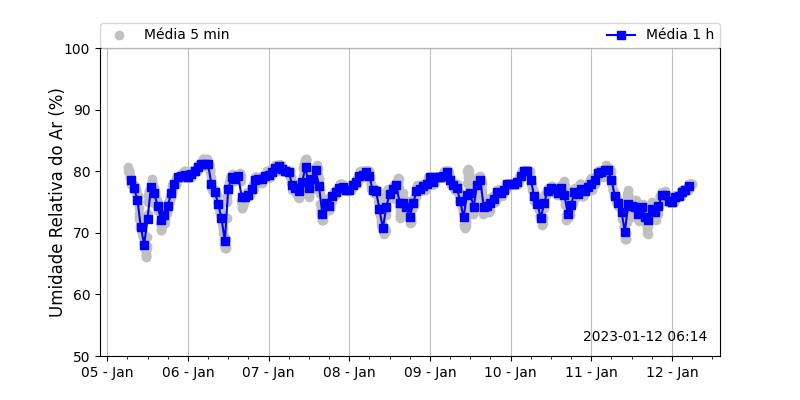 Média 5 min
Média 1 h
Umidade Relativa do Ar (%)
100
90
80
70
60
50
2023-01-12 06:14
05 - Jan
06 - Jan
07 - Jan
08 - Jan
09 - Jan
10 - Jan
11 - Jan
12 - Jan